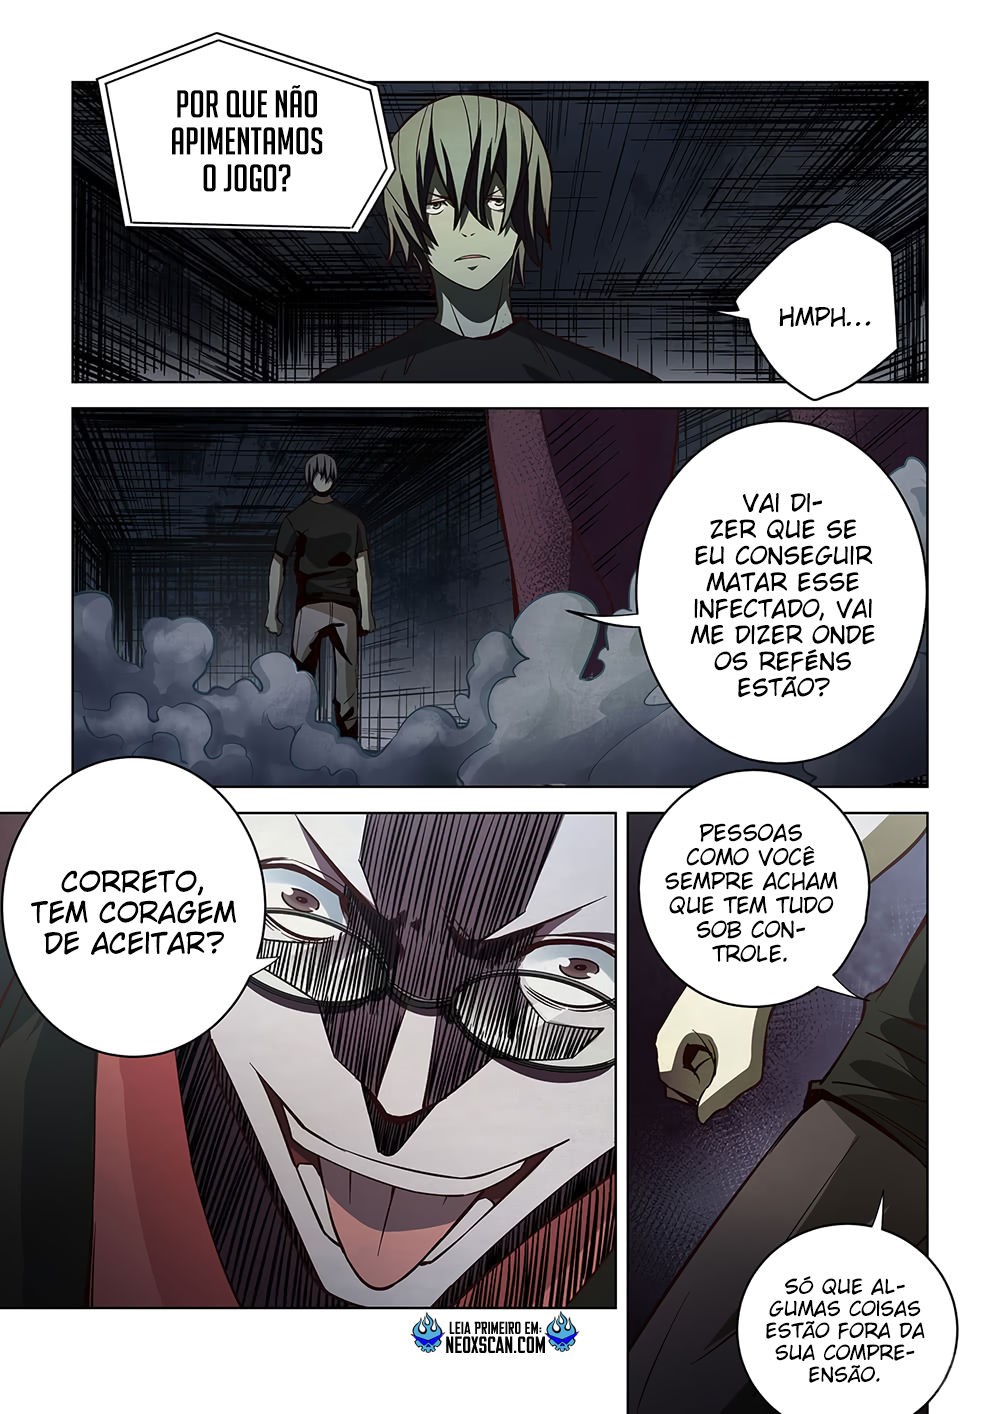 POR QUE NÃO
APIMENTAMOS
O JOGO?
HMPH...
VAI DI-
ZER QUE SE
EU CONSEGUIR
MATAR ESSE
INFECTADO, VAI
ME DIZER ONDE
OS REFÉNS
ESTÃO?
CORRETO,
TEM CORAGEM
DE ACEITAR?
PESSOAS
COMO VOCÊ
SEMPRE ACHAM
QUE TEM TUDO
SOB CON-
TROLE.
SÓ QUE AL-
GUMAS COISAS
ESTÃO FORA DA
SUA COMPRE-
ENSÃO.
LEIA PRIMEIRO EM:
NEOXSCAN.COM